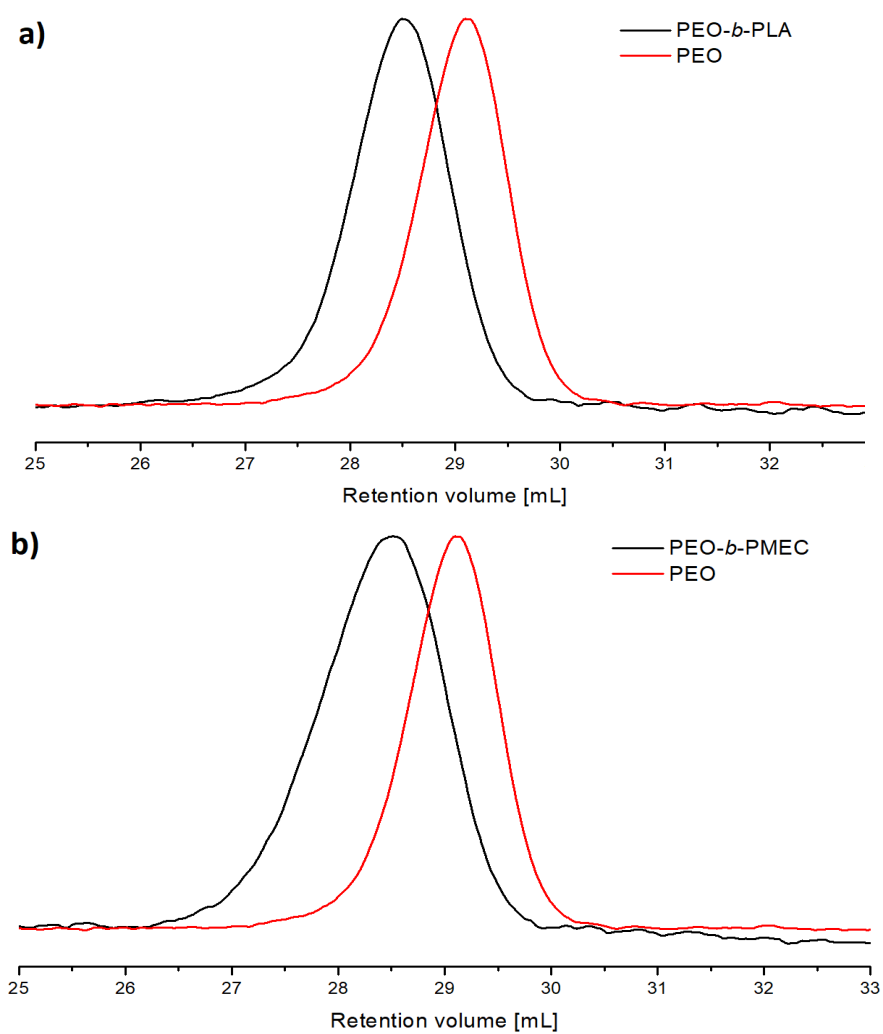 a)
PEO-b-PLA
PEO
25 26 27 28 29 30 31 32
Retention volume [mL]
b)
PEO-b-PMEC
PEO
25 26 27 28 29 30 31 32 33
Retention volume [mL]